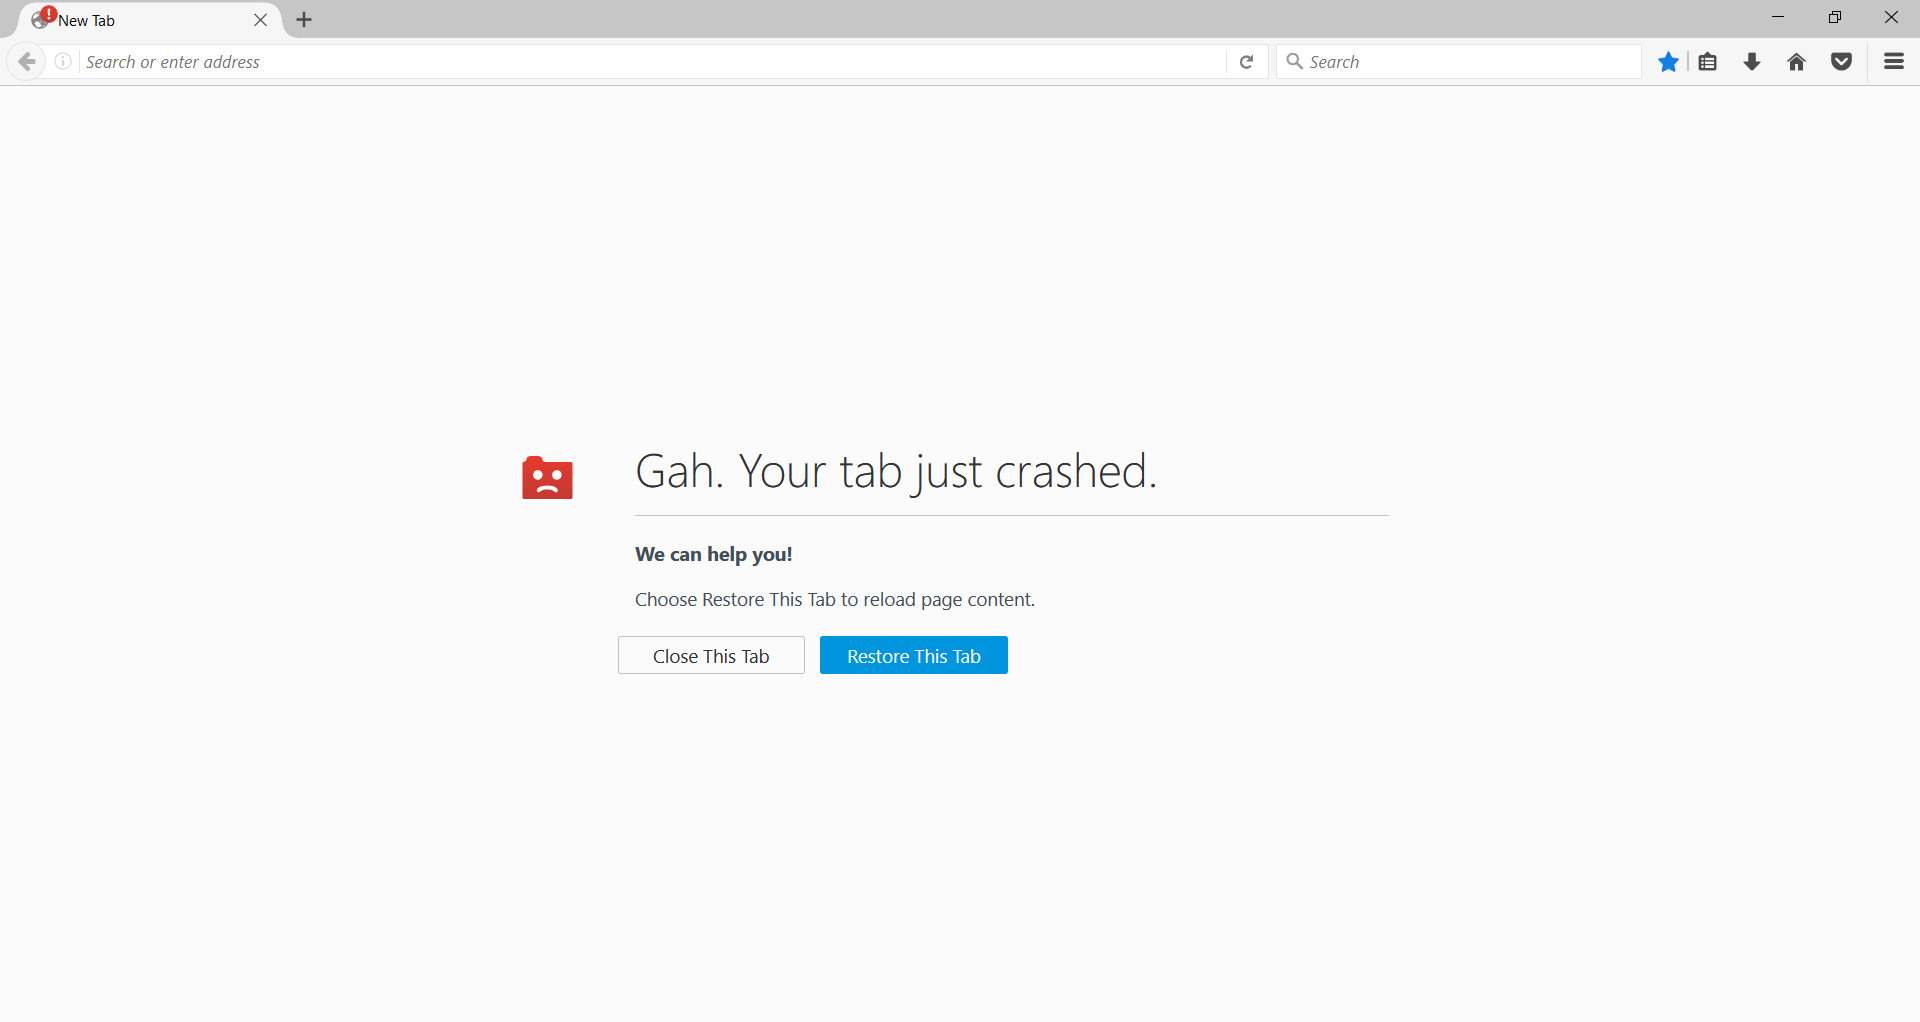 New Tab
Search or enter address
Search
Gah. Your tab just crashed.
We can help you!
Choose Restore This Tab to reload page content.
Close This Tab
Restore This Tab